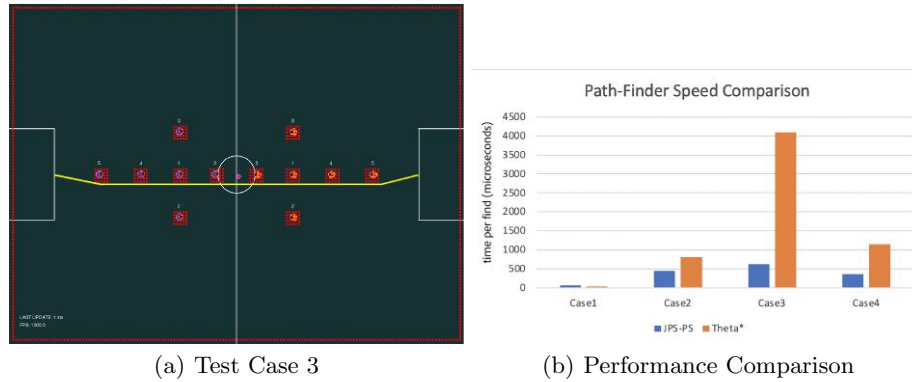 LAST UPDATE: 1 ms
FPS: 1000.0
(a) Test Case 3
Path-Finder Speed Comparison
time per find (microseconds)
4500
4000
3500
3000
2500
2000
1500
1000
500
0
Case1 Case2 Case3 Case4
JPS-PS Theta*
(b) Performance Comparison